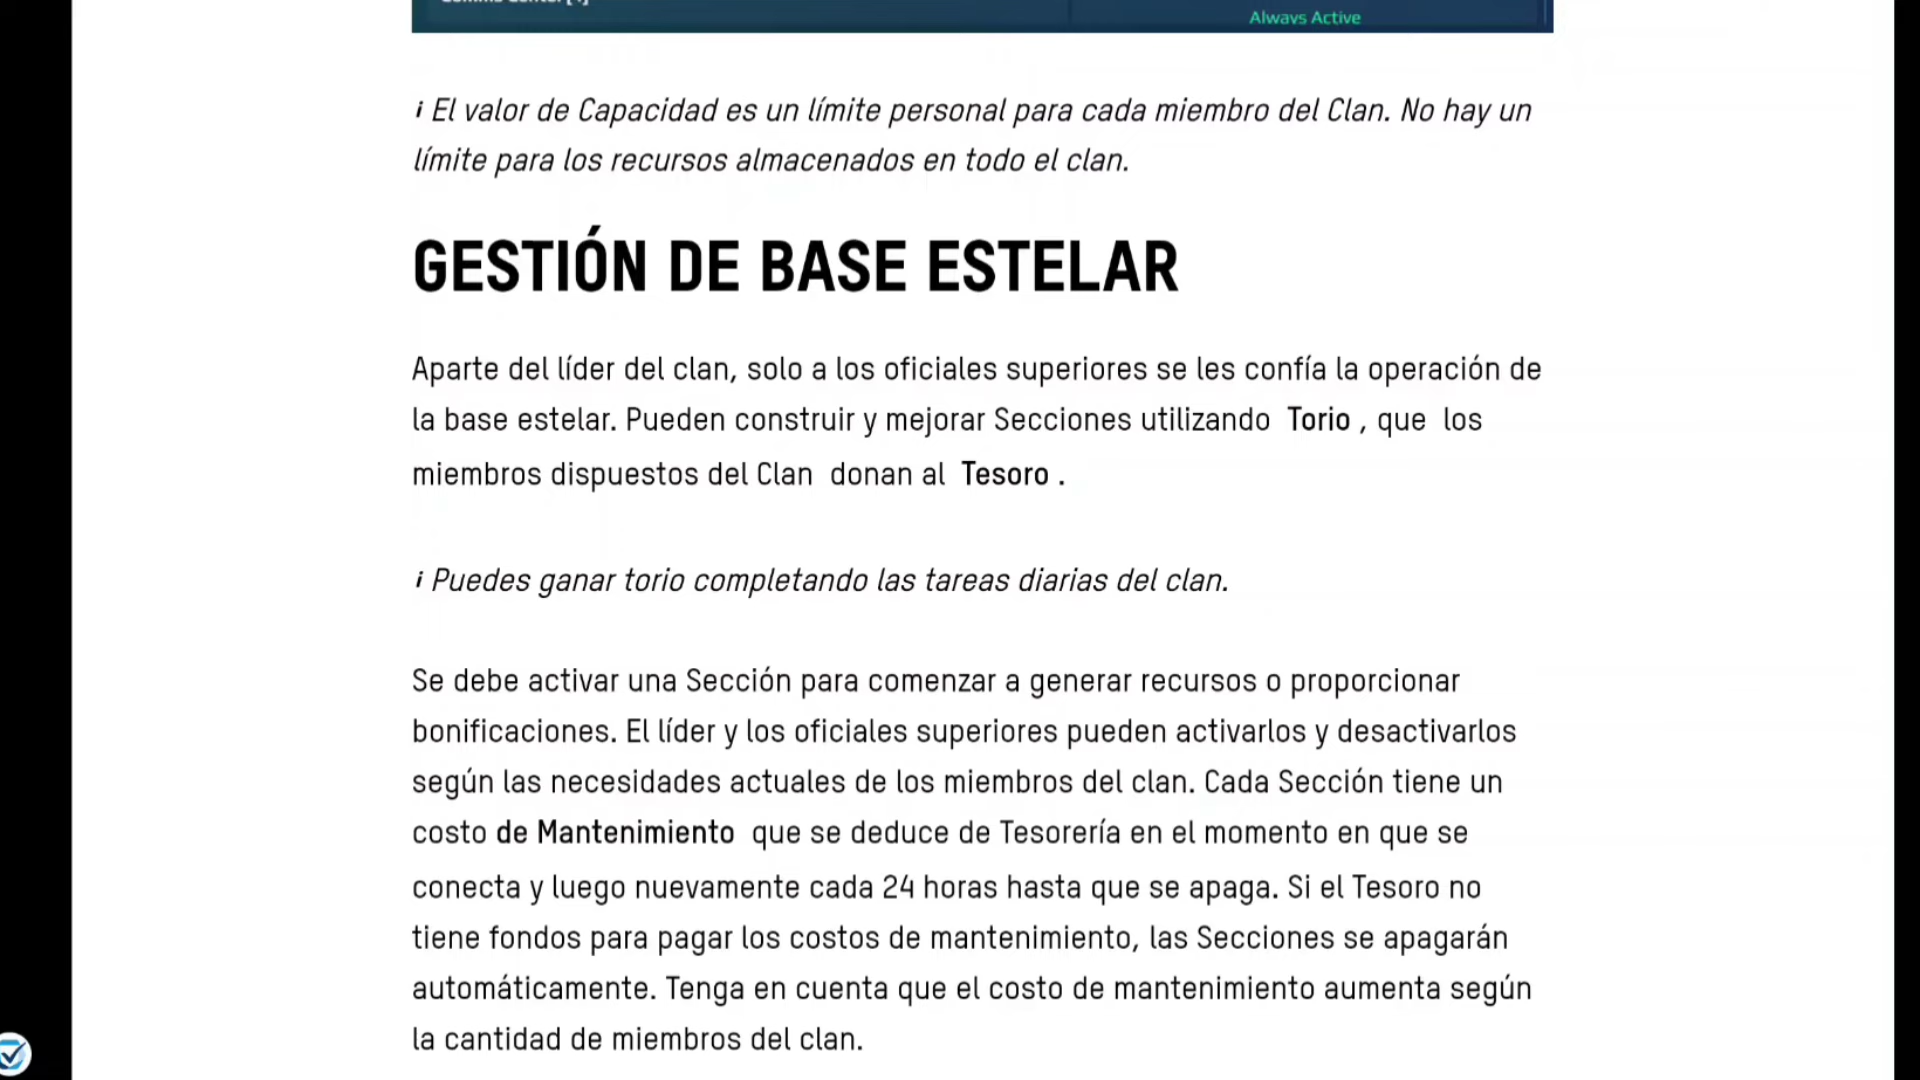 Always Active
i El valor de Capacidad es un límite personal para cada miembro del Clan. No hay un
límite para los recursos almacenados en todo el clan.
GESTIÓN DE BASE ESTELAR
Aparte del líder del clan, solo a los oficiales superiores se les confía la operación de
la base estelar. Pueden construir y mejorar Secciones utilizando Torio , que los
miembros dispuestos del Clan donan al Tesoro .
i Puedes ganar torio completando las tareas diarias del clan.
Se debe activar una Sección para comenzar a generar recursos o proporcionar
bonificaciones. El líder y los oficiales superiores pueden activarlos y desactivarlos
según las necesidades actuales de los miembros del clan. Cada Sección tiene un
costo de Mantenimiento que se deduce de Tesorería en el momento en que se
conecta y luego nuevamente cada 24 horas hasta que se apaga. Si el Tesoro no
tiene fondos para pagar los costos de mantenimiento, las Secciones se apagarán
automáticamente. Tenga en cuenta que el costo de mantenimiento aumenta según
la cantidad de miembros del clan.